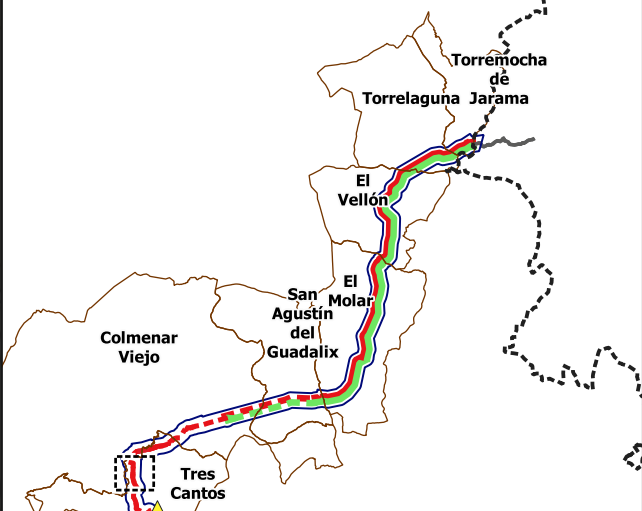 Torremocha
de
Torrelaguna Jarama
El
Vellón
El
Molar
San
Agustín
del
Guadalix
Colmenar
Viejo
Tres
Cantos